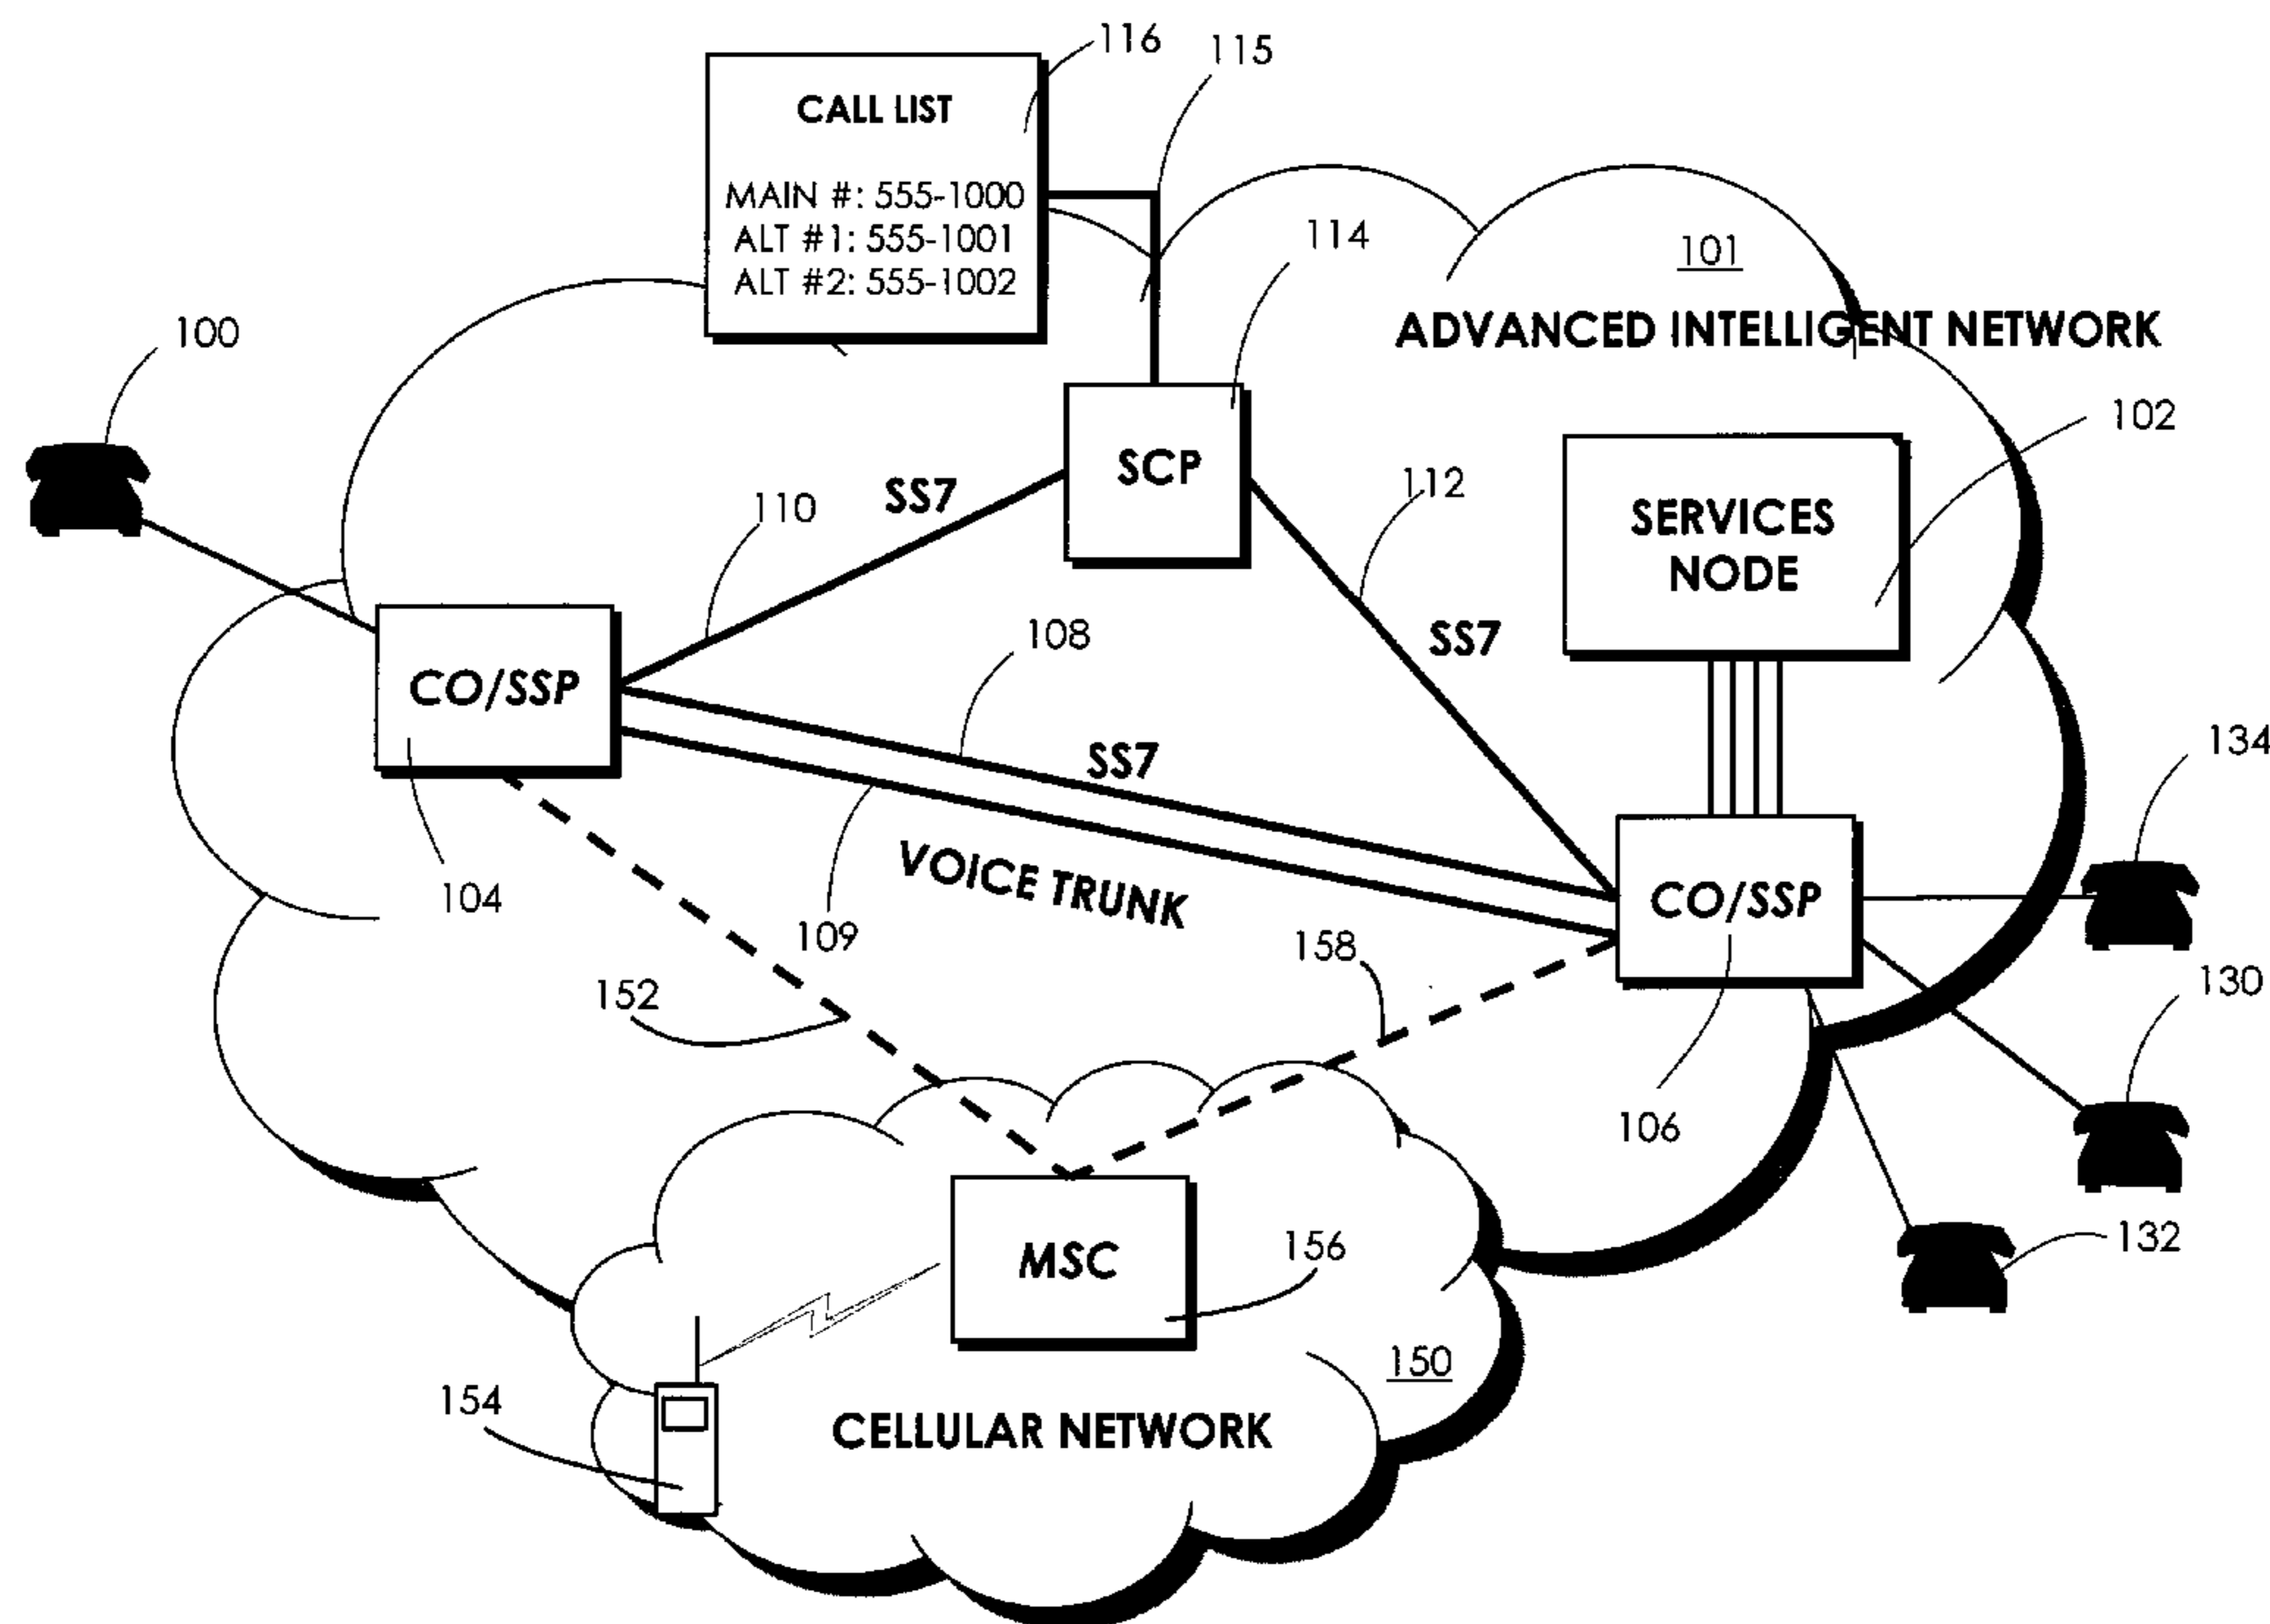 116
115
CALL LIST
MAIN #: 555-1000
ALT #1: 555-1001
ALT #2: 555-1002
114
101
ADVANCED INTELLIGENT NETWORK
100
102
SCP
SS7
110
112
SERVICES
NODE
108
SS7
CO/SSP
SS7
134
104
VOICE TRUNK
CO/SSP
109
158
152
130
106
132
MSC
156
150
154
CELLULAR NETWORK